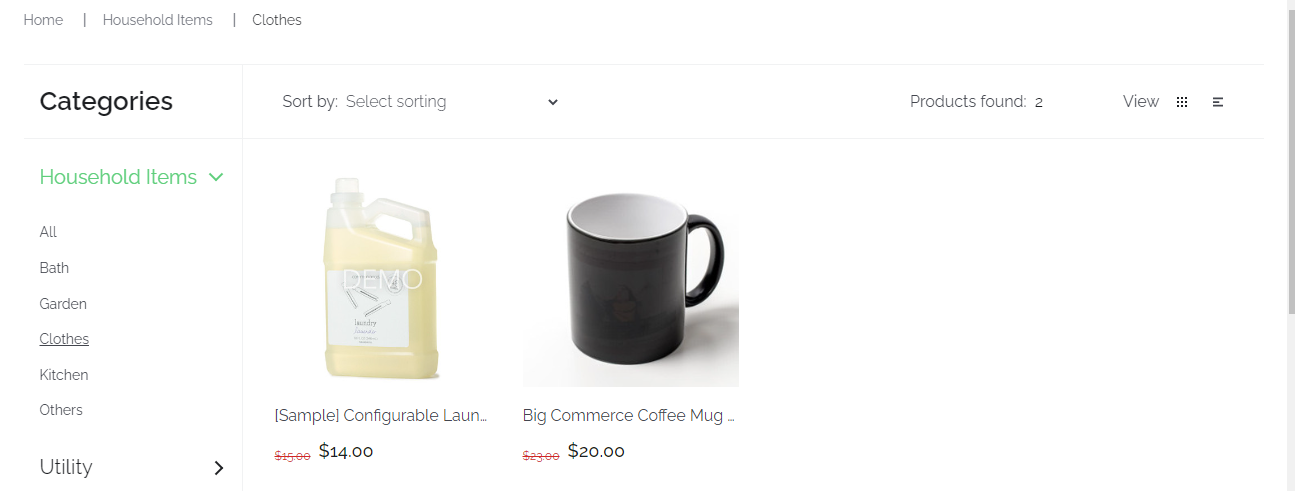 Home | Household Items | Clothes
Categories
Sort by: Select sorting
Products found: 2
View
Household Items
All
Bath
Garden
Clothes
Kitchen
Others
Utility
DEMO
laundry
[Sample] Configurable Laun...
$15.00 $14.00
Big Commerce Coffee Mug ...
$23.00 $20.00